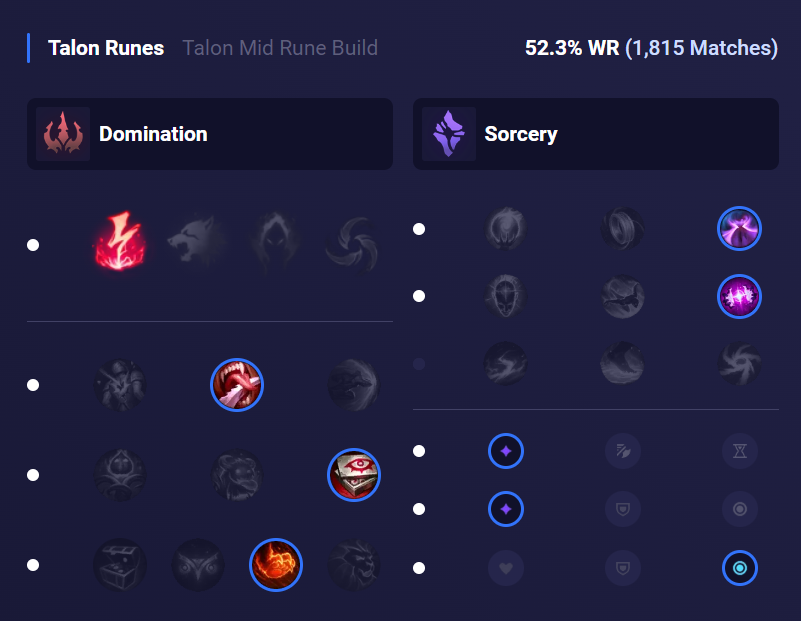 Talon Runes Talon Mid Rune Build 52.3% WR (1,815 Matches)
Domination Sorcery